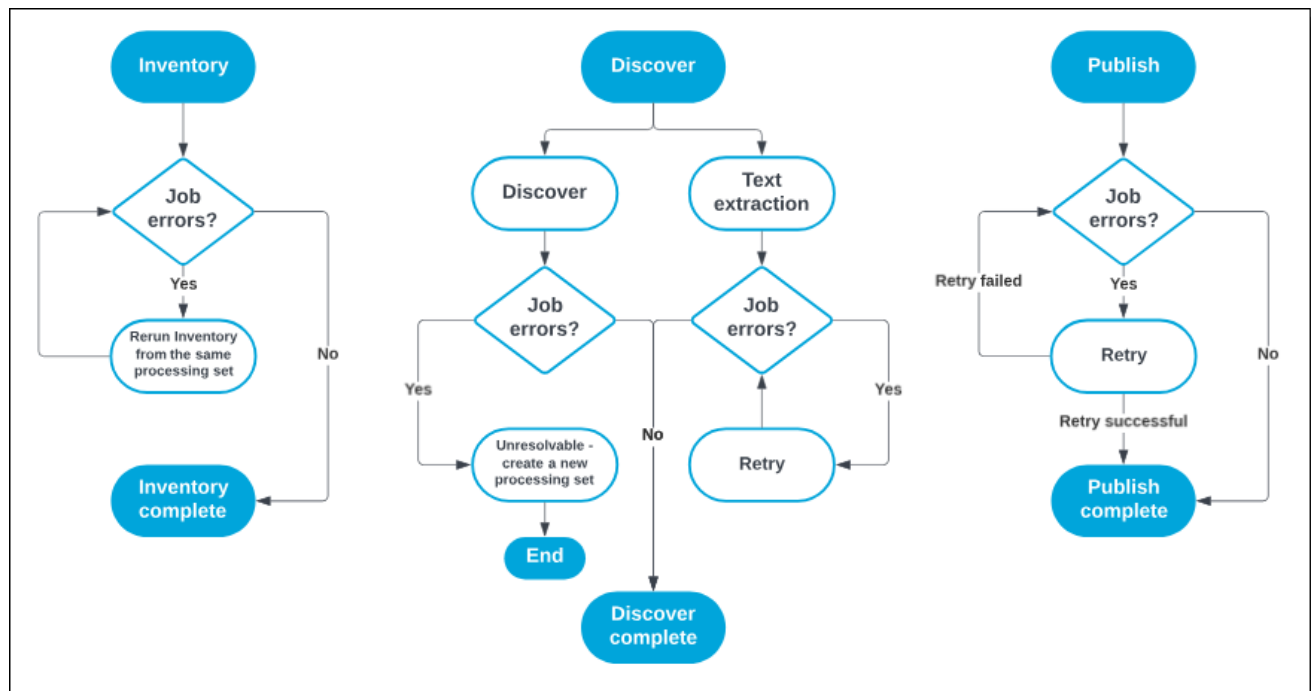 Inventory
Job
errors?
Yes
Rerun Inventory
from the same
processing set
No
Inventory
complete
Discover
Discover
Text
extraction
Job
errors?
Job
errors?
Yes
Yes
No
Unresolvable -
create a new
processing set
Retry
End
Discover
complete
Publish
Job
errors?
Retry failed
Yes
Retry
No
Retry successful
Publish
complete